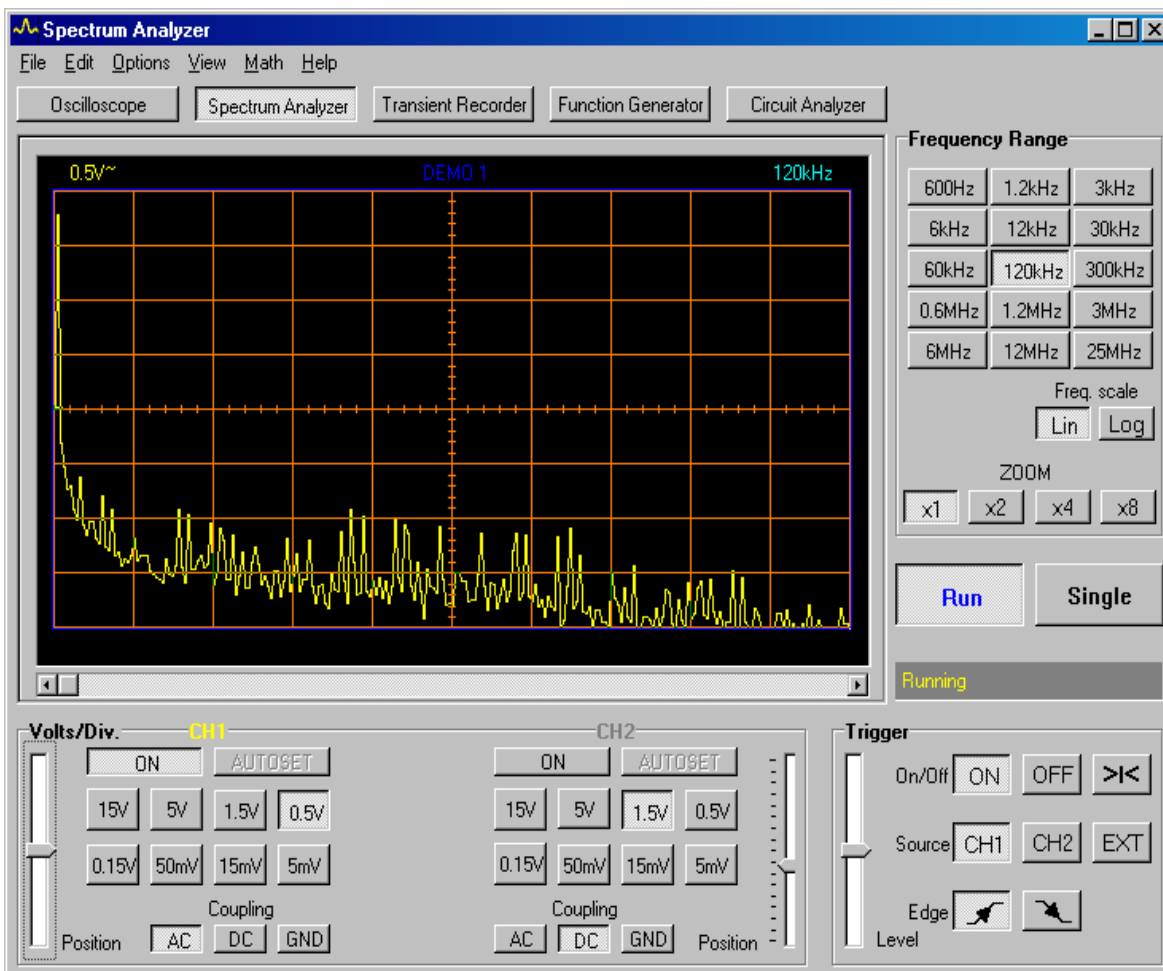 Spectrum Analyzer
File Edit Options View Math Help
Oscilloscope Spectrum Analyzer Transient Recorder Function Generator Circuit Analyzer
0.5V~ DEMO 1 120kHz
Frequency Range
600Hz 1.2kHz 3kHz
6kHz 12kHz 30kHz
60kHz 120kHz 300kHz
0.6MHz 1.2MHz 3MHz
6MHz 12MHz 25MHz
Freq. scale
Lin Log
ZOOM
x1 x2 x4 x8
Run Single
Running
Volts/Div. CH1 CH2
ON AUTOSET ON AUTOSET
15V 5V 1.5V 0.5V 15V 5V 1.5V 0.5V
0.15V 50mV 15mV 5mV 0.15V 50mV 15mV 5mV
Coupling Coupling
Position AC DC GND AC DC GND Position
Trigger
On/Off ON OFF >I<
Source CH1 CH2 EXT
Edge
Level